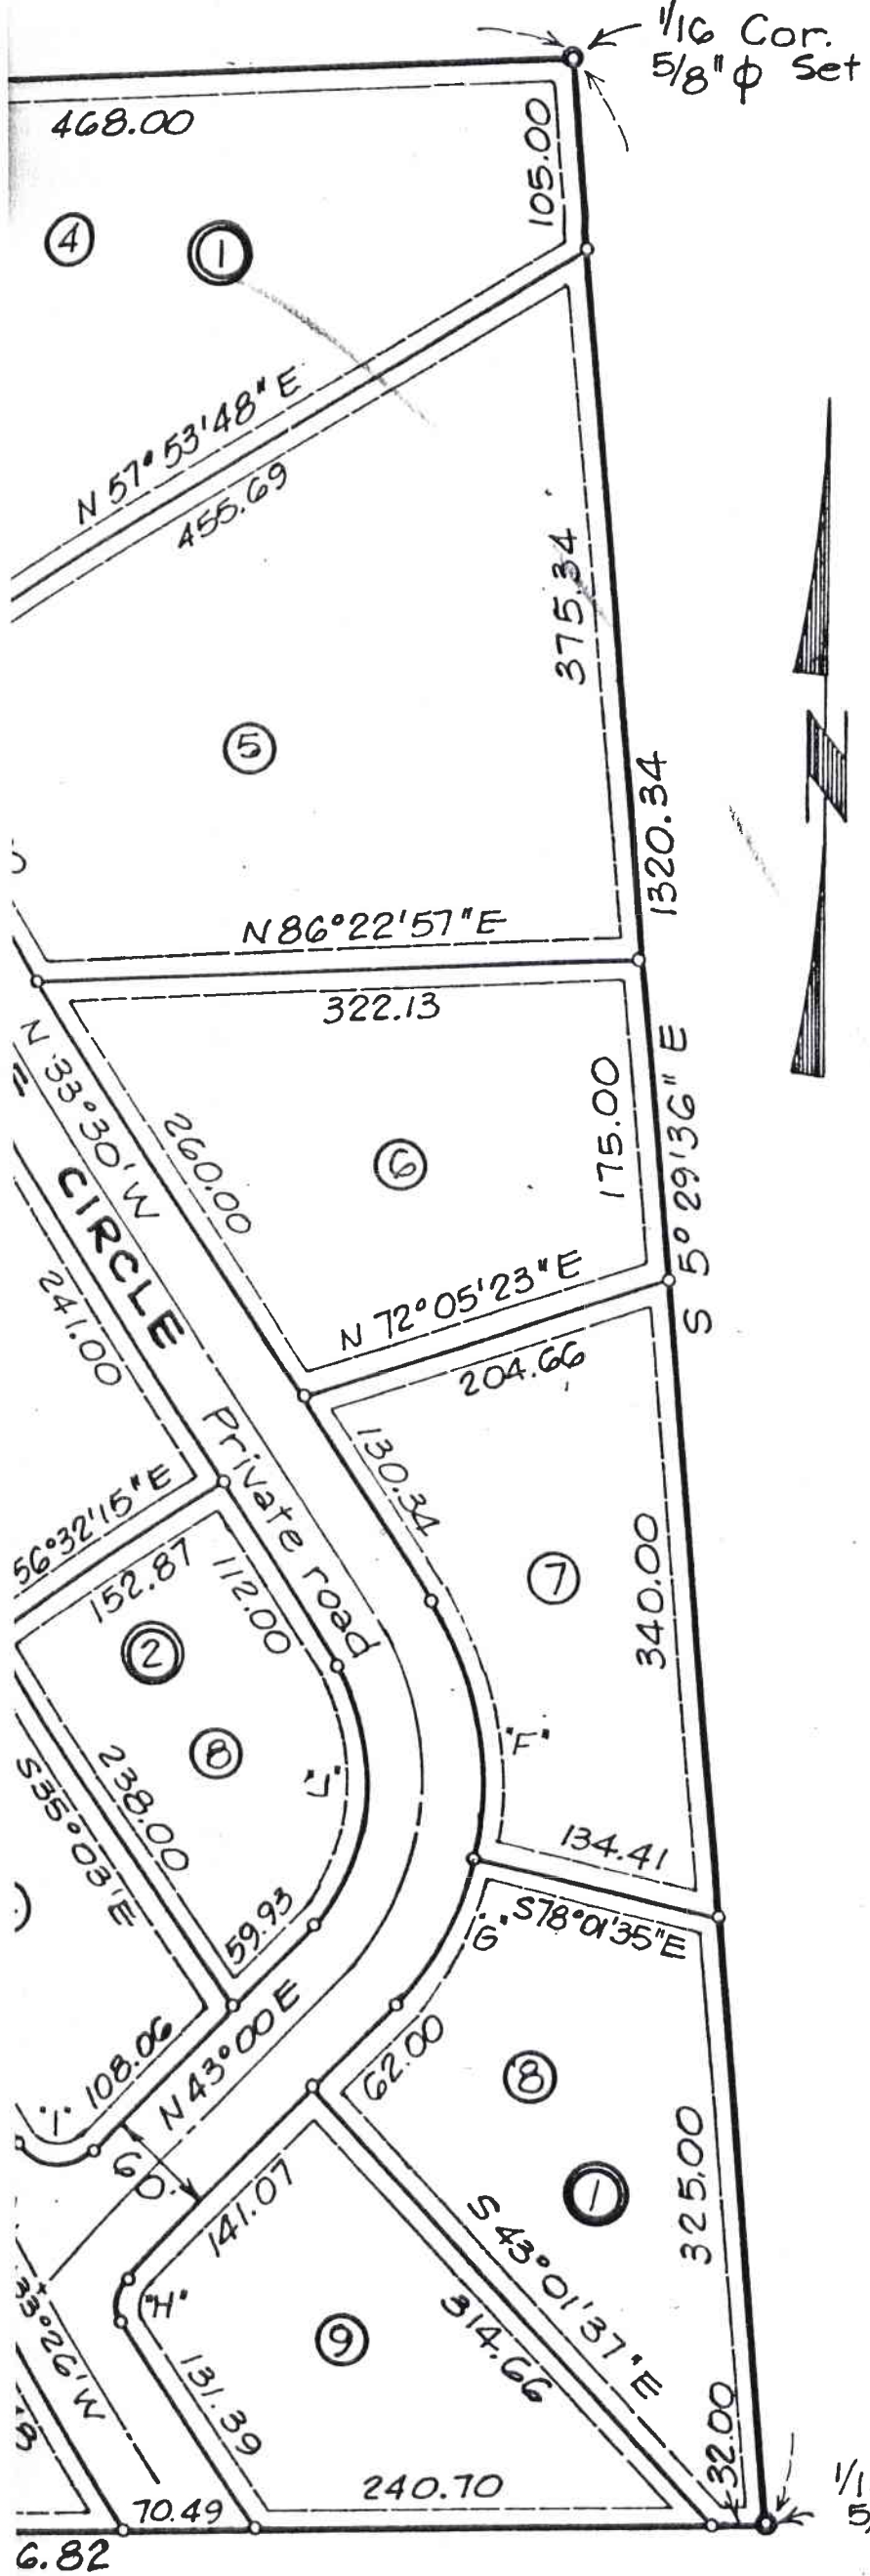 1/16 Cor.
5/8" φ Set
468.00
105.00
4
1
N 57° 53' 48" E
455.69
375.34
5
1320.34
N 86° 22' 57" E
322.13
N 33° 30' W
260.00
6
175.00
S 5° 29' 36" E
CIRCLE
241.00
N 72° 05' 23" E
204.66
Private road
130.34
56° 32' 15" E
152.87
112.00
7
340.00
2
8
"F"
"J"
238.00
S 35° 03' E
134.41
59.93
"G"
S 78° 01' 35" E
N 43° 00 E
108.06
62.00
8
"I"
60'
1
141.07
325.00
S 43° 01' 37" E
"H"
33° 26' W
9
314.66
131.39
32.00
240.70
70.49
6.82
1/1
5/
N